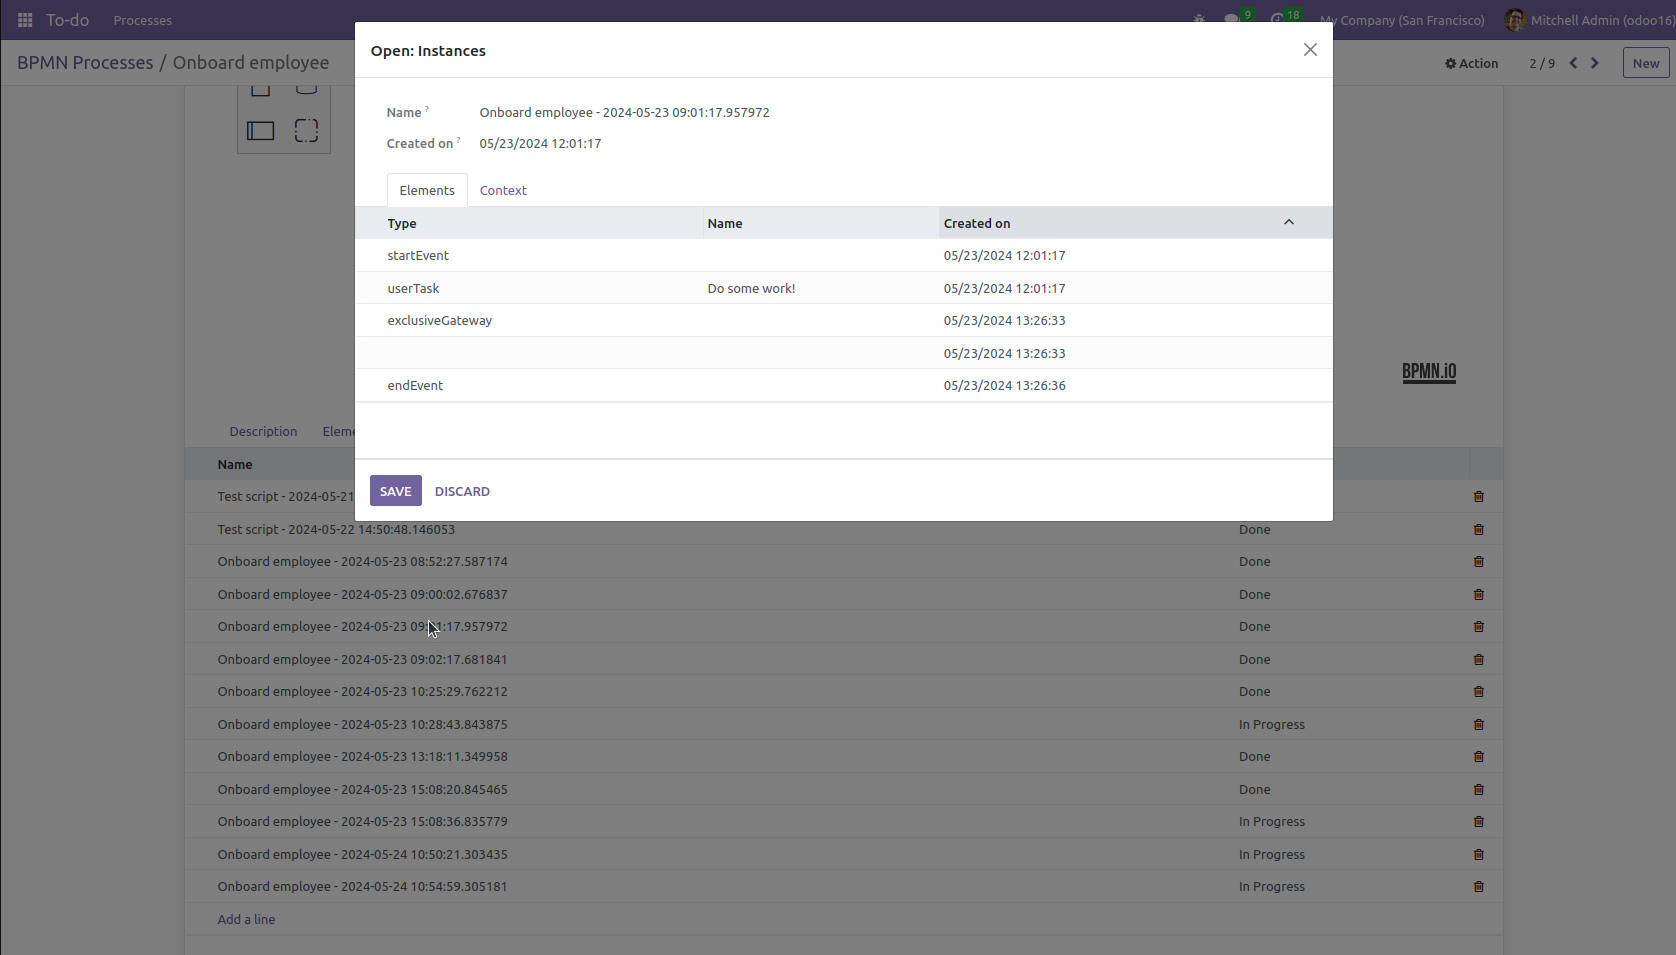 To-do Processes 9 18 My Company (San Francisco) Mitchell Admin (odoo16)
BPMN Processes / Onboard employee Action 2 / 9 New
Open: Instances
Name ? Onboard employee - 2024-05-23 09:01:17.957972
Created on ? 05/23/2024 12:01:17
Elements Context
Type Name Created on
startEvent 05/23/2024 12:01:17
userTask Do some work! 05/23/2024 12:01:17
exclusiveGateway 05/23/2024 13:26:33
05/23/2024 13:26:33
endEvent 05/23/2024 13:26:36
SAVE DISCARD
BPMN.iO
Description Eleme
Name
Test script - 2024-05-21
Test script - 2024-05-22 14:50:48.146053 Done
Onboard employee - 2024-05-23 08:52:27.587174 Done
Onboard employee - 2024-05-23 09:00:02.676837 Done
Onboard employee - 2024-05-23 09:01:17.957972 Done
Onboard employee - 2024-05-23 09:02:17.681841 Done
Onboard employee - 2024-05-23 10:25:29.762212 Done
Onboard employee - 2024-05-23 10:28:43.843875 In Progress
Onboard employee - 2024-05-23 13:18:11.349958 Done
Onboard employee - 2024-05-23 15:08:20.845465 Done
Onboard employee - 2024-05-23 15:08:36.835779 In Progress
Onboard employee - 2024-05-24 10:50:21.303435 In Progress
Onboard employee - 2024-05-24 10:54:59.305181 In Progress
Add a line